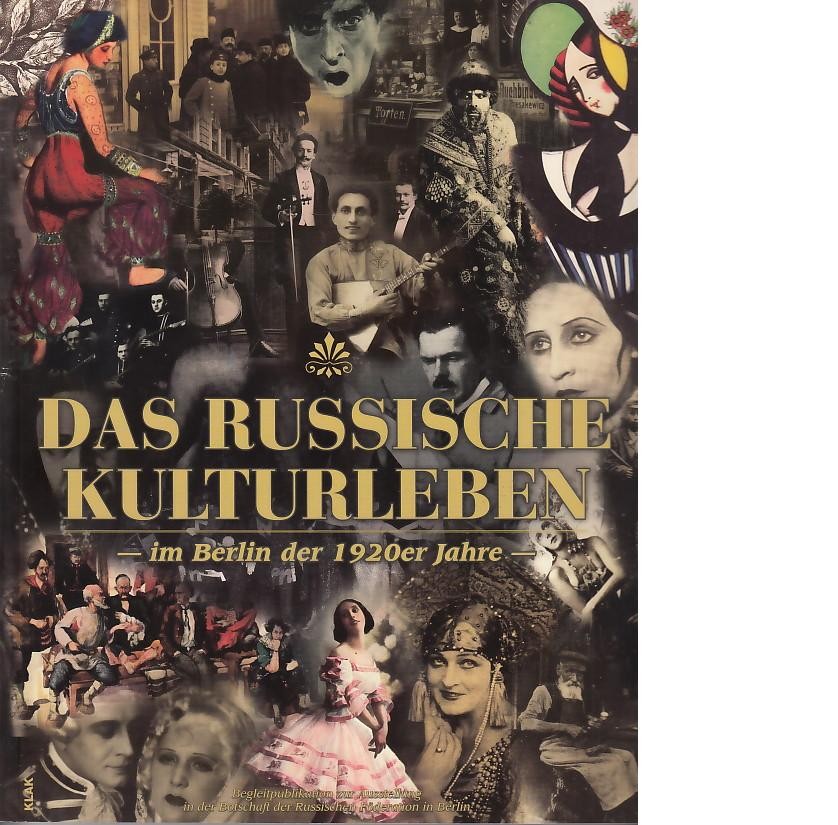 Torten.
DAS RUSSISCHE
KULTURLEBEN
— im Berlin der 1920er Jahre —
Begleitpublikation zur Ausstellung
in der Botschaft der Russischen Föderation in Berlin
KLAK